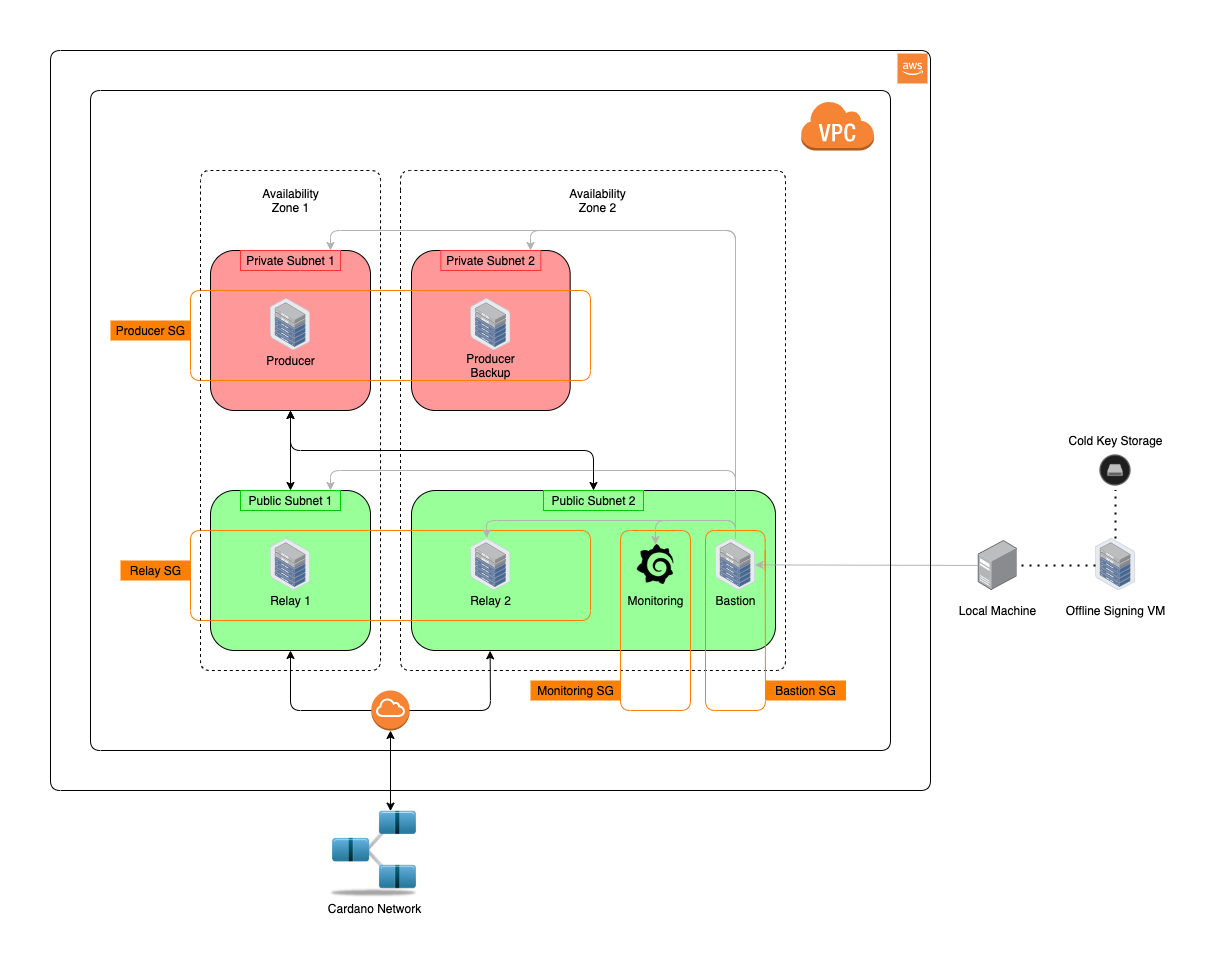 aws
VPC
Availability
Zone 1
Availability
Zone 2
Private Subnet 1
Private Subnet 2
Producer SG
Producer
Producer
Backup
Cold Key Storage
Public Subnet 1
Public Subnet 2
Relay SG
Relay 1
Relay 2
Monitoring
Bastion
Local Machine
Offline Signing VM
Monitoring SG
Bastion SG
Cardano Network